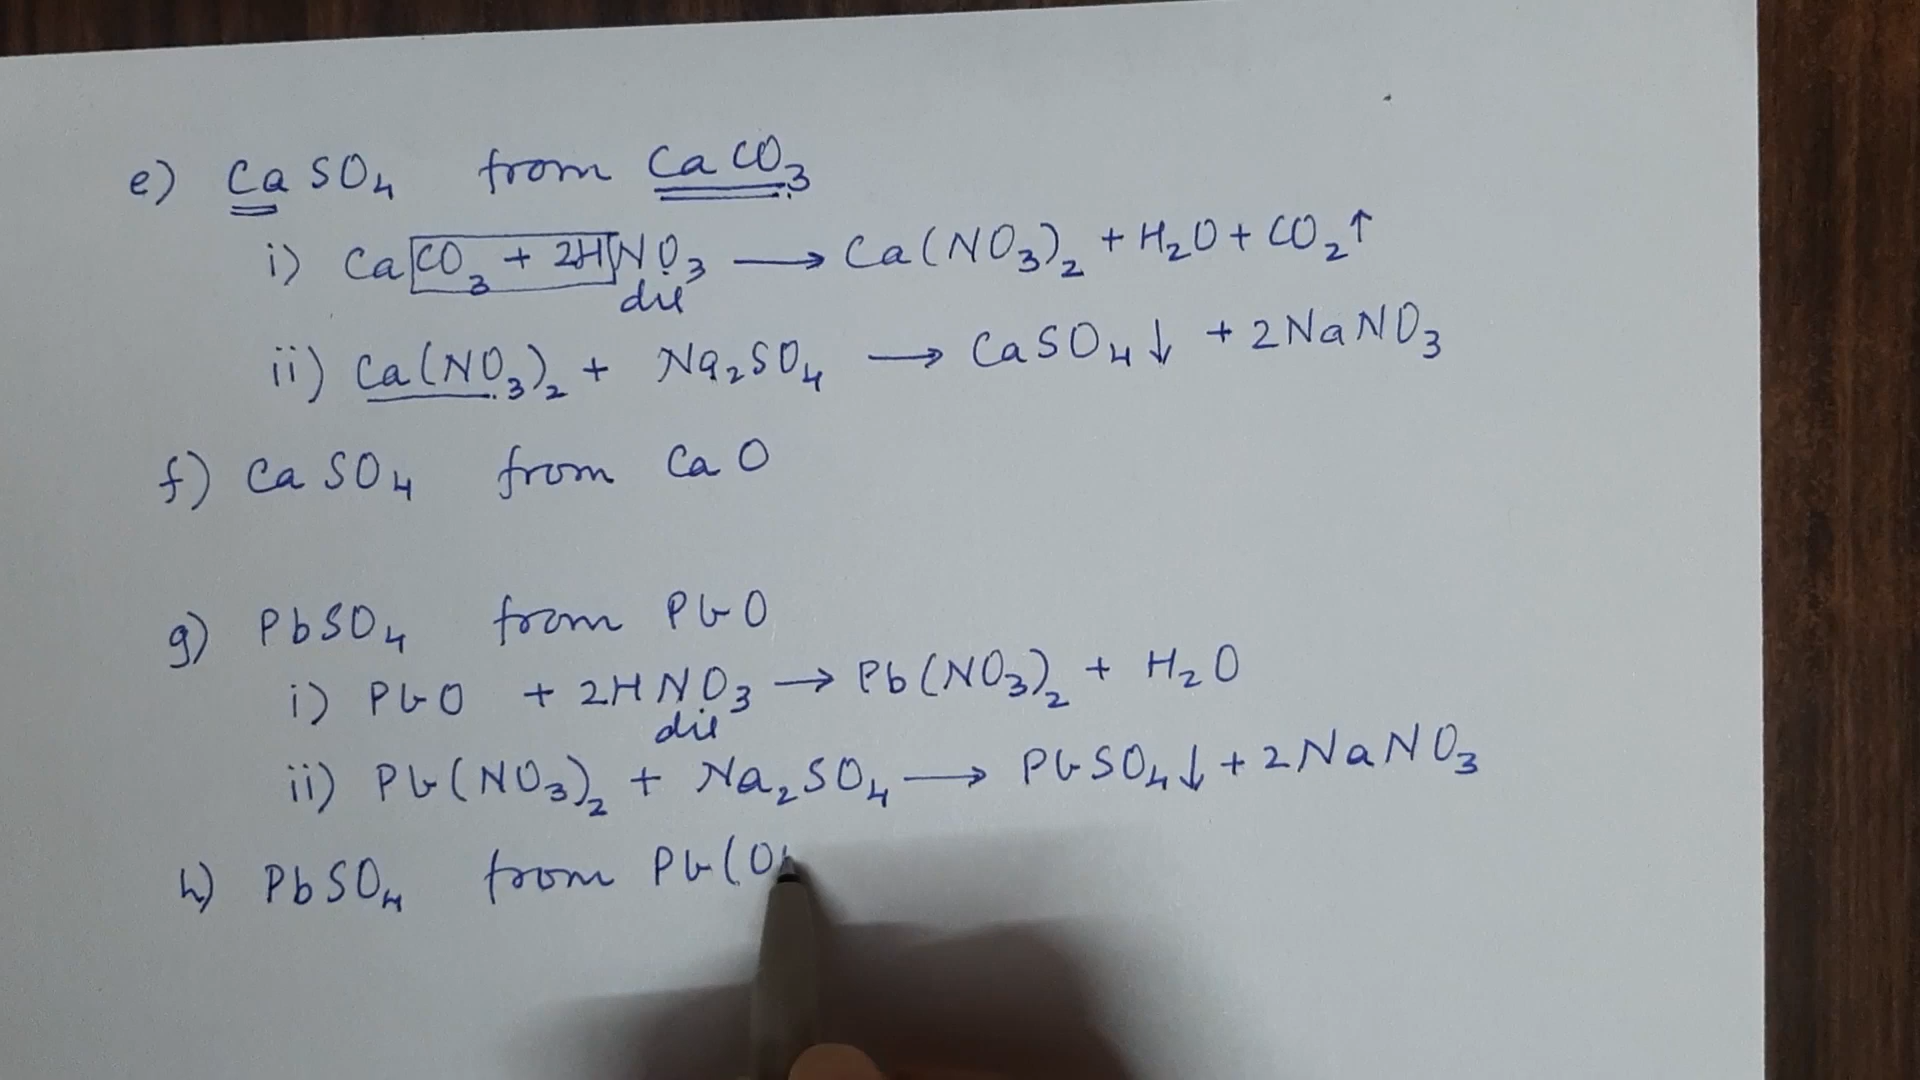 e) CaSO₄ from CaCO₃
i) CaCO₃ + 2HNO₃ ⟶ Ca(NO₃)₂ + H₂O + CO₂↑
dil
ii) Ca(NO₃)₂ + Na₂SO₄ ⟶ CaSO₄↓ + 2NaNO₃
f) CaSO₄ from CaO
g) PbSO₄ from PbO
i) PbO + 2HNO₃ ⟶ Pb(NO₃)₂ + H₂O
dil
ii) Pb(NO₃)₂ + Na₂SO₄ ⟶ PbSO₄↓ + 2NaNO₃
h) PbSO₄ from Pb(O